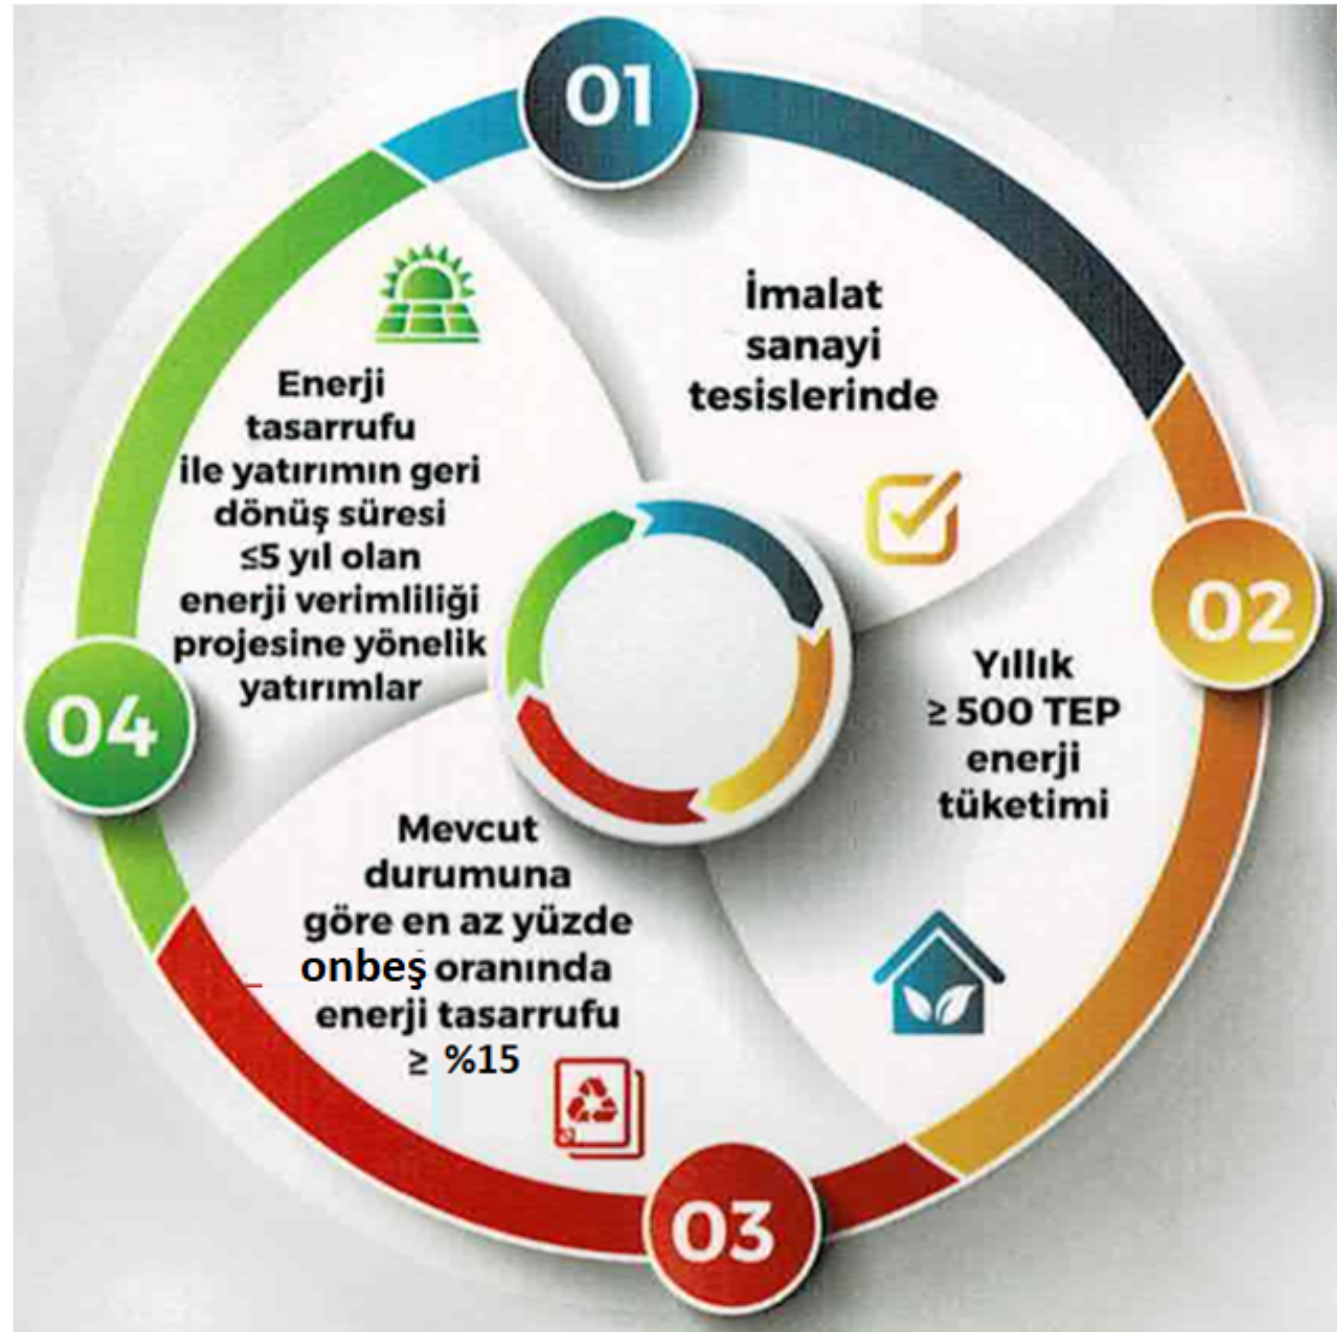 01
İmalat
sanayi
tesislerinde
02
Yıllık
≥ 500 TEP
enerji
tüketimi
03
Mevcut
durumuna
göre en az yüzde
onbeş oranında
enerji tasarrufu
≥ %15
04
Enerji
tasarrufu
ile yatırımın geri
dönüş süresi
≤5 yıl olan
enerji verimliliği
projesine yönelik
yatırımlar